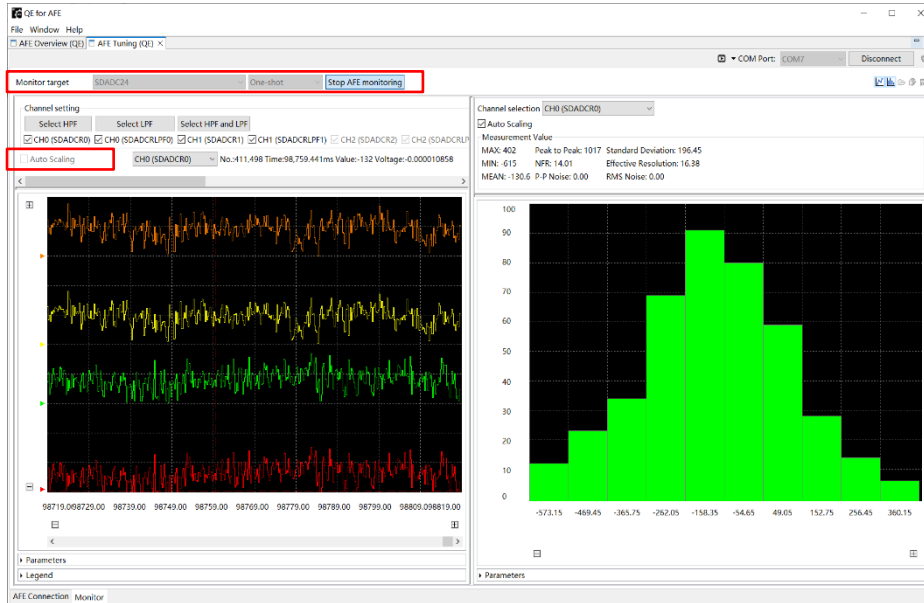 QE for AFE
File Window Help
AFE Overview (QE) AFE Tuning (QE)
COM Port: COM7 Disconnect
Monitor target SDADC24 One-shot Stop AFE monitoring
Channel setting
Select HPF Select LPF Select HPF and LPF
CH0 (SDADCR0) CH0 (SDADCRLPF0) CH1 (SDADCR1) CH1 (SDADCRLPF1) CH2 (SDADCR2) CH2 (SDADCRLP
Auto Scaling CH0 (SDADCR0) No.:411,498 Time:98,759.441ms Value:-132 Voltage:-0.000010858
98719.098729.00 98739.00 98749.00 98759.00 98769.00 98779.00 98789.00 98799.00 98809.098819.00
Parameters
Legend
Channel selection CH0 (SDADCR0)
Auto Scaling
Measurement Value
MAX: 402 Peak to Peak: 1017 Standard Deviation: 196.45
MIN: -615 NFR: 14.01 Effective Resolution: 16.38
MEAN: -130.6 P-P Noise: 0.00 RMS Noise: 0.00
100
90
80
70
60
50
40
30
20
10
0
-573.15 -469.45 -365.75 -262.05 -158.35 -54.65 49.05 152.75 256.45 360.15
Parameters
AFE Connection Monitor